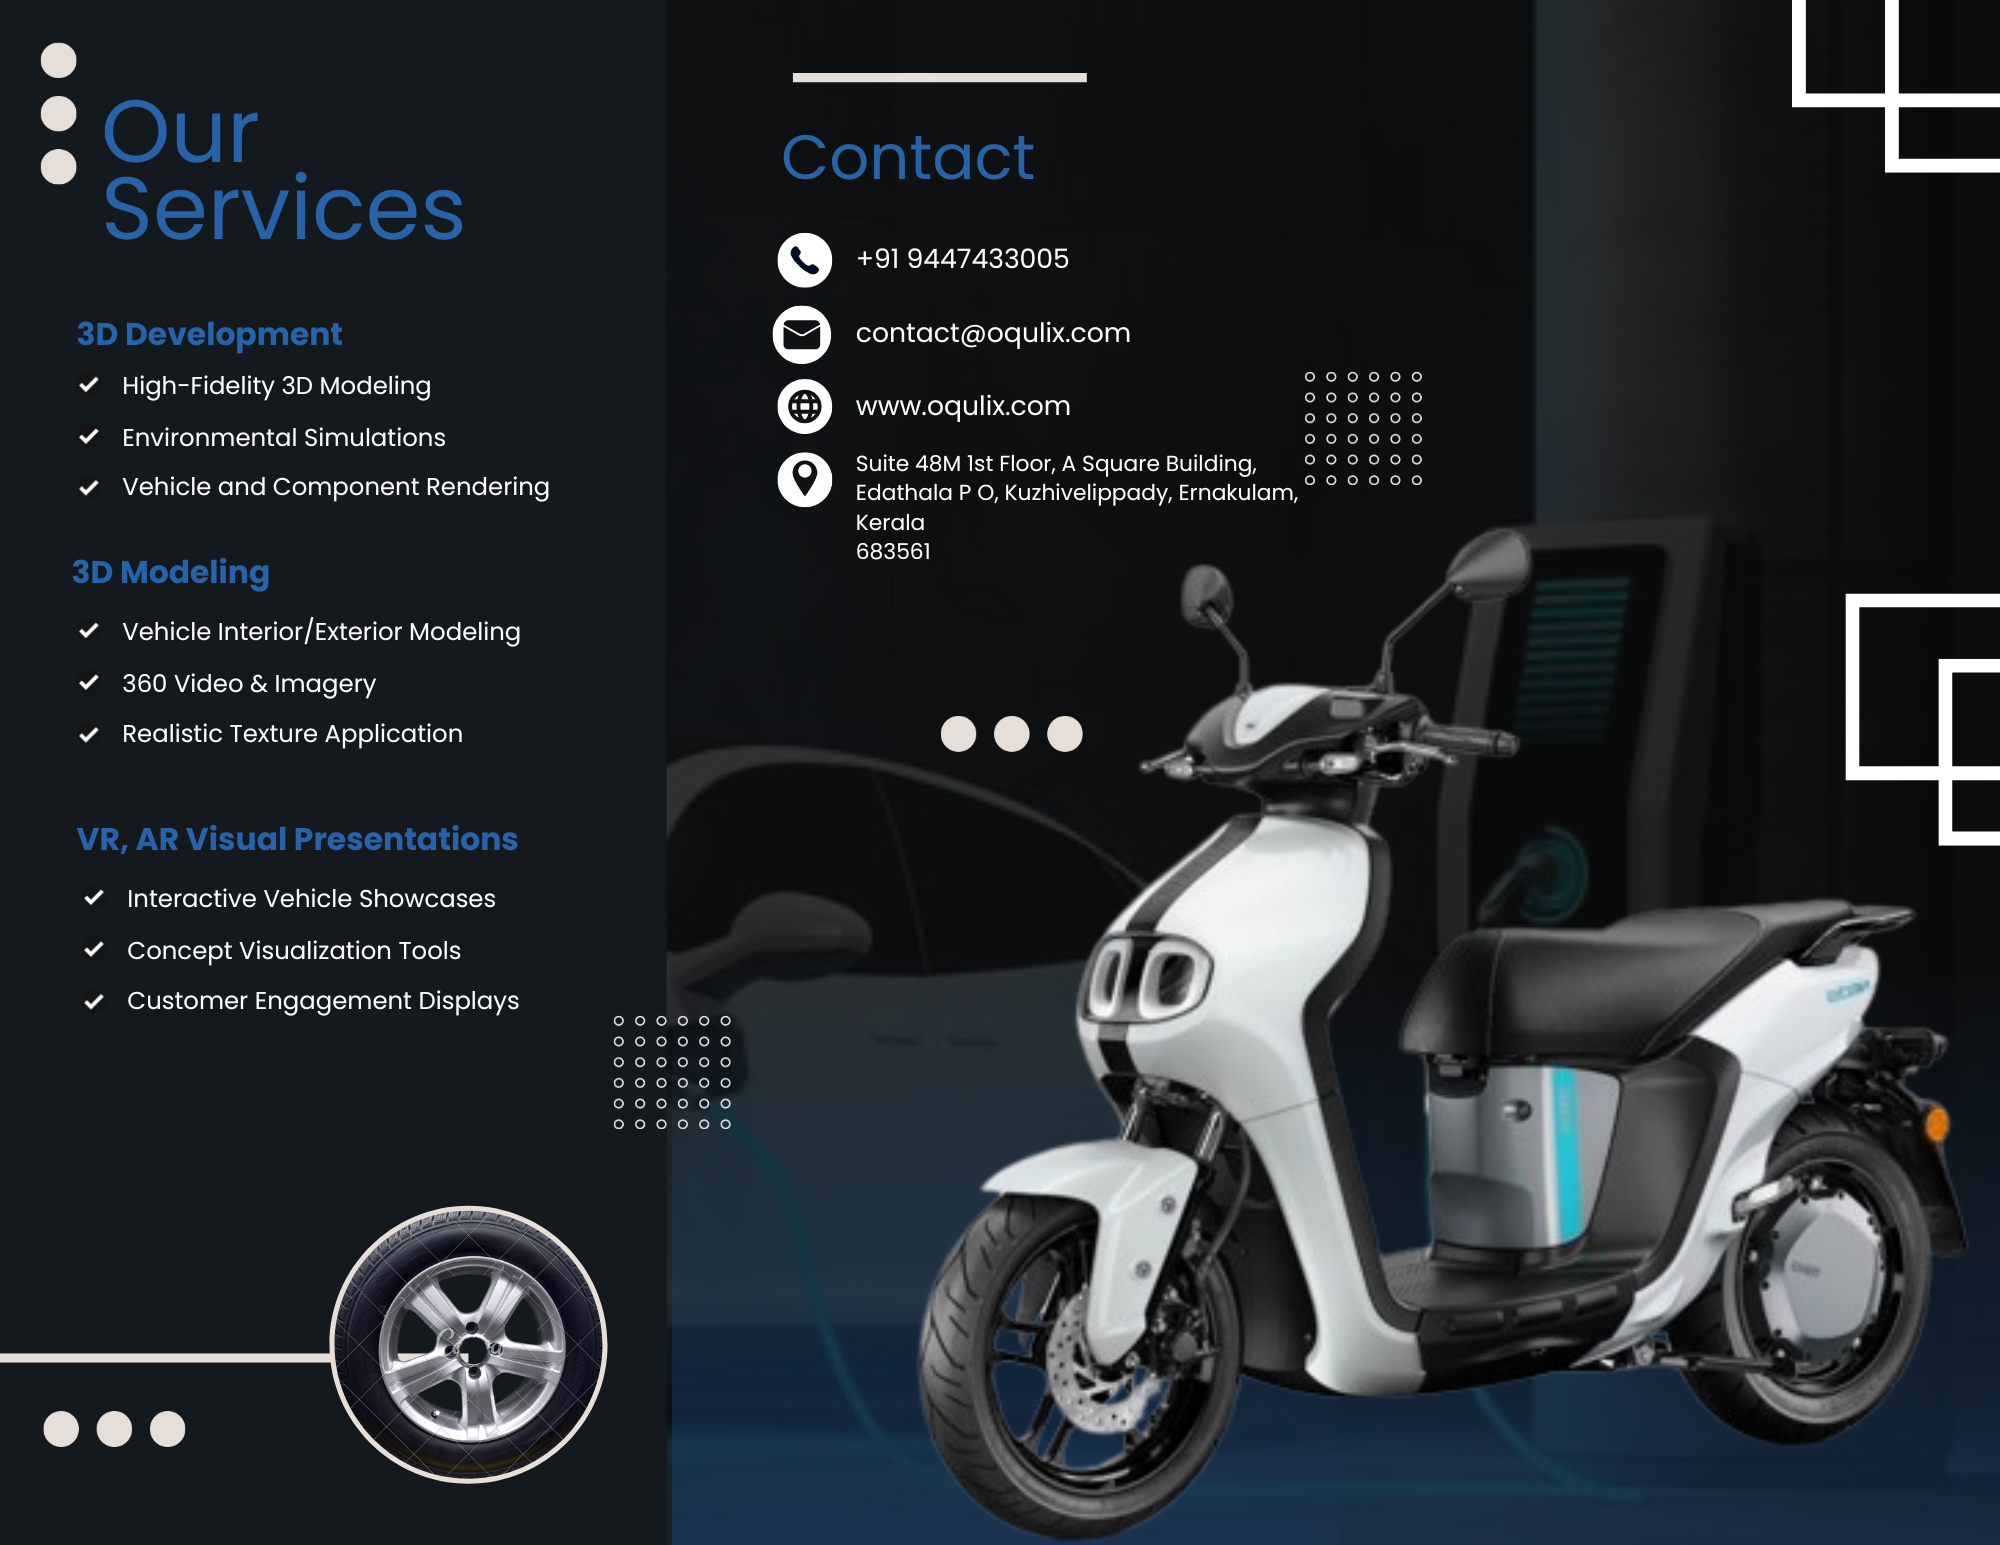 Our
Services
3D Development
High-Fidelity 3D Modeling
Environmental Simulations
Vehicle and Component Rendering
3D Modeling
Vehicle Interior/Exterior Modeling
360 Video & Imagery
Realistic Texture Application
VR, AR Visual Presentations
Interactive Vehicle Showcases
Concept Visualization Tools
Customer Engagement Displays
Contact
+91 9447433005
contact@oqulix.com
www.oqulix.com
Suite 48M 1st Floor, A Square Building,
Edathala P O, Kuzhivelippady, Ernakulam,
Kerala
683561